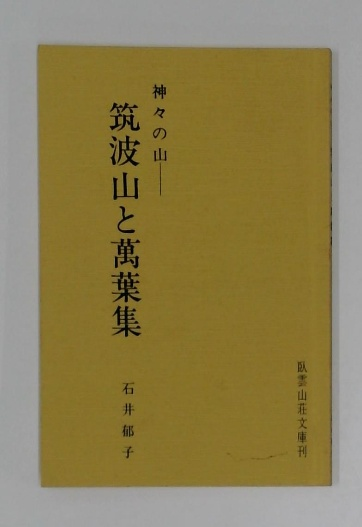 神々の山——
筑波山と萬葉集
石井郁子
臥雲山荘文庫刊